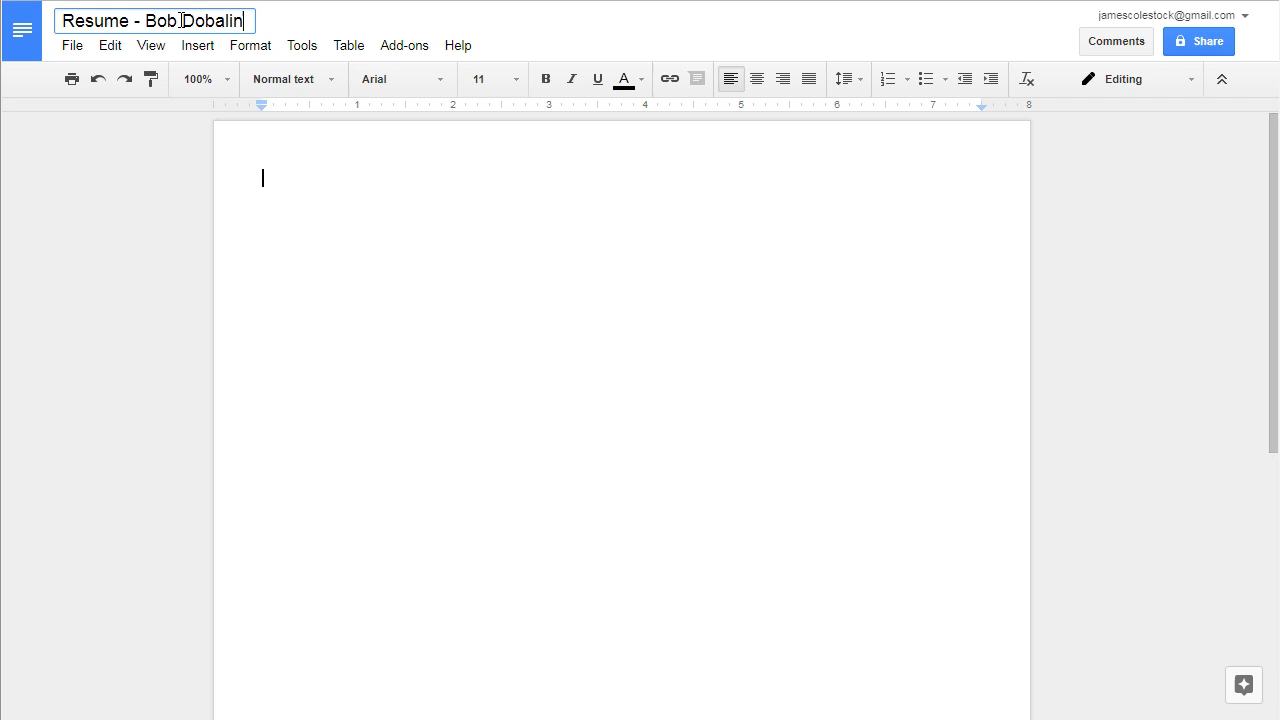 Resume - Bob Dobalin
jamescolestock@gmail.com
File Edit View Insert Format Tools Table Add-ons Help
Comments Share
100% Normal text Arial 11 B I U A Editing
1 2 3 4 5 6 7 8